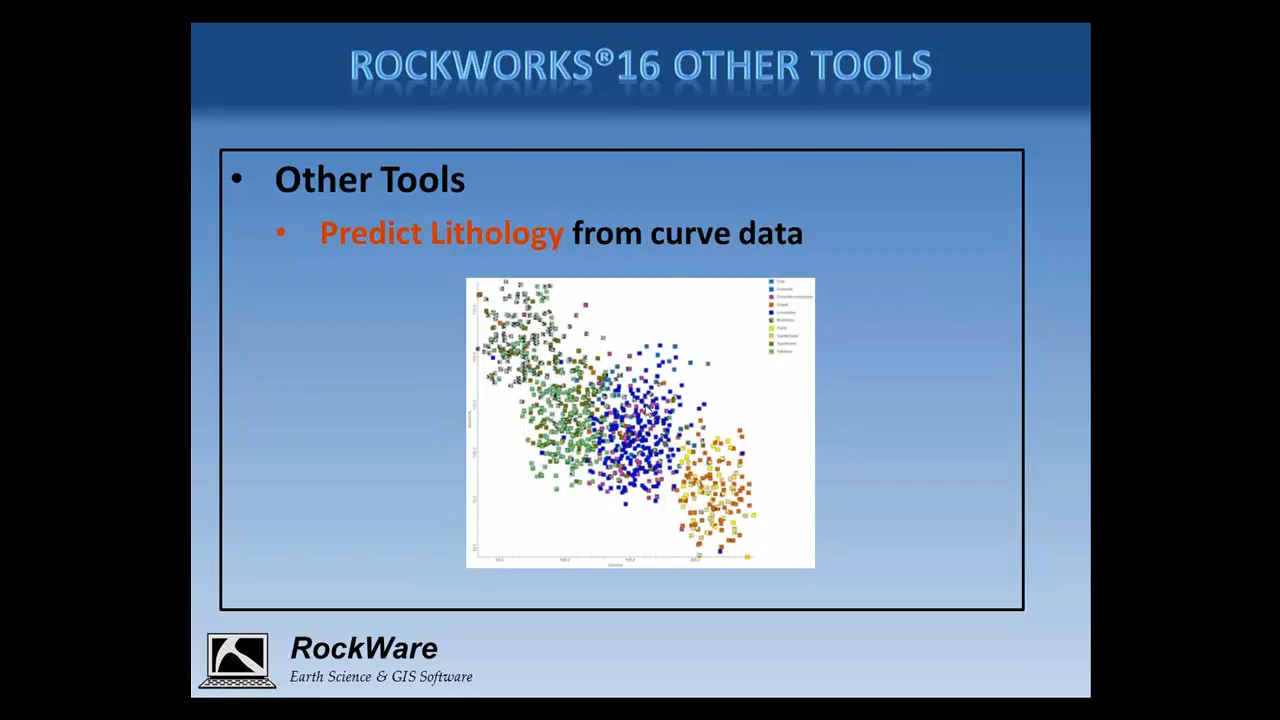 ROCKWORKS®16 OTHER TOOLS
• Other Tools
• Predict Lithology from curve data
RockWare
Earth Science & GIS Software